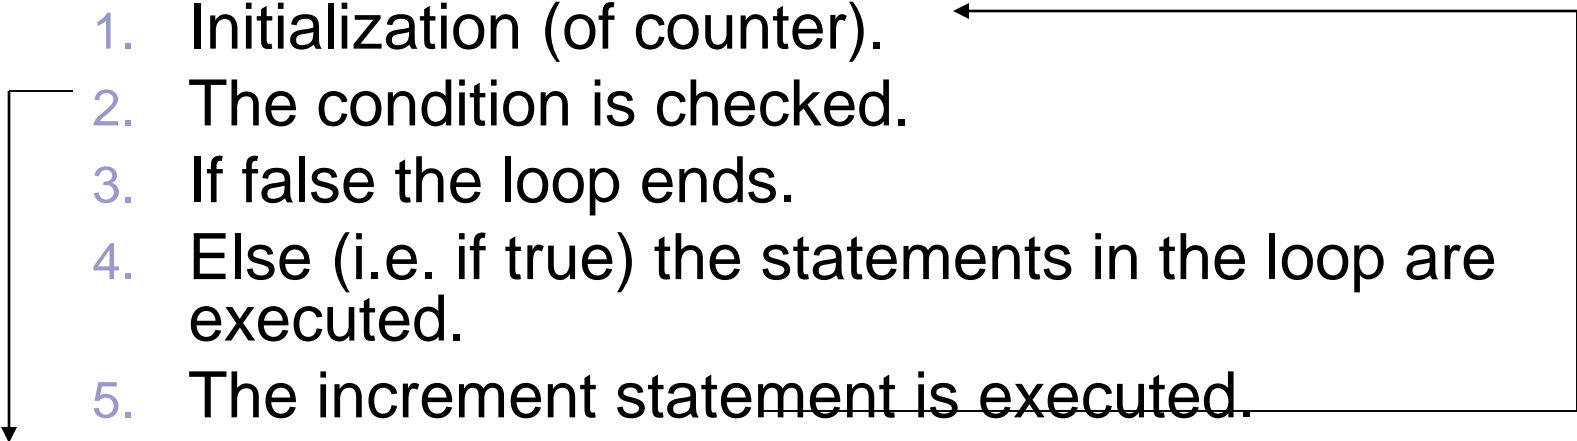 1. Initialization (of counter).
2. The condition is checked.
3. If false the loop ends.
4. Else (i.e. if true) the statements in the loop are
executed.
5. The increment statement is executed.